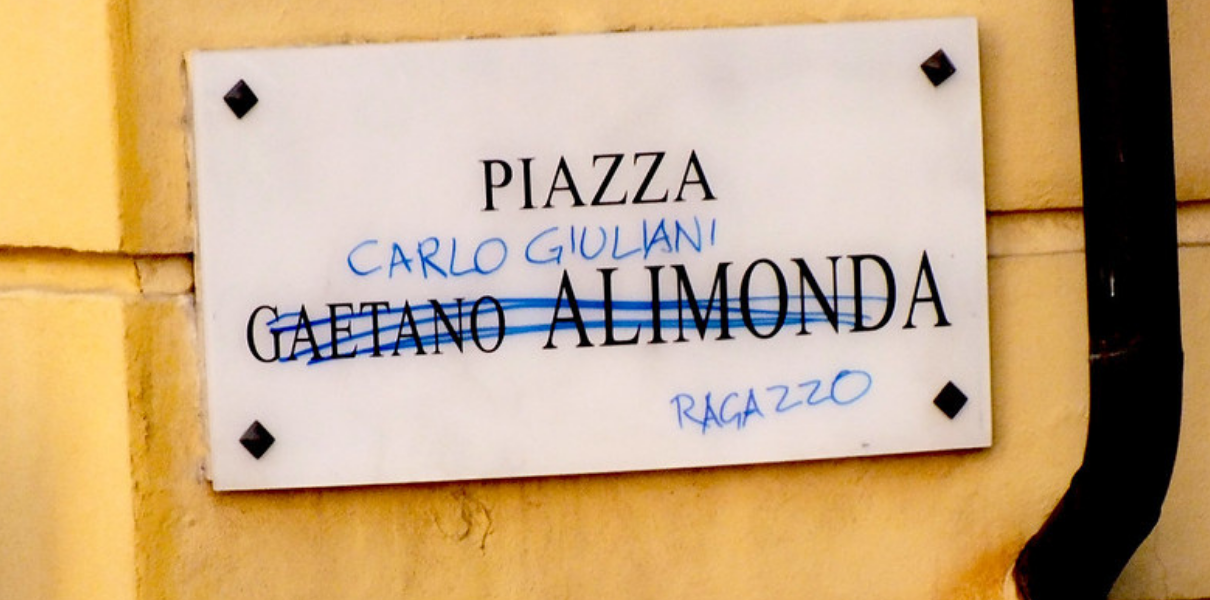 PIAZZA
CARLO GIULIANI
GAETANO ALIMONDA
RAGAZZO